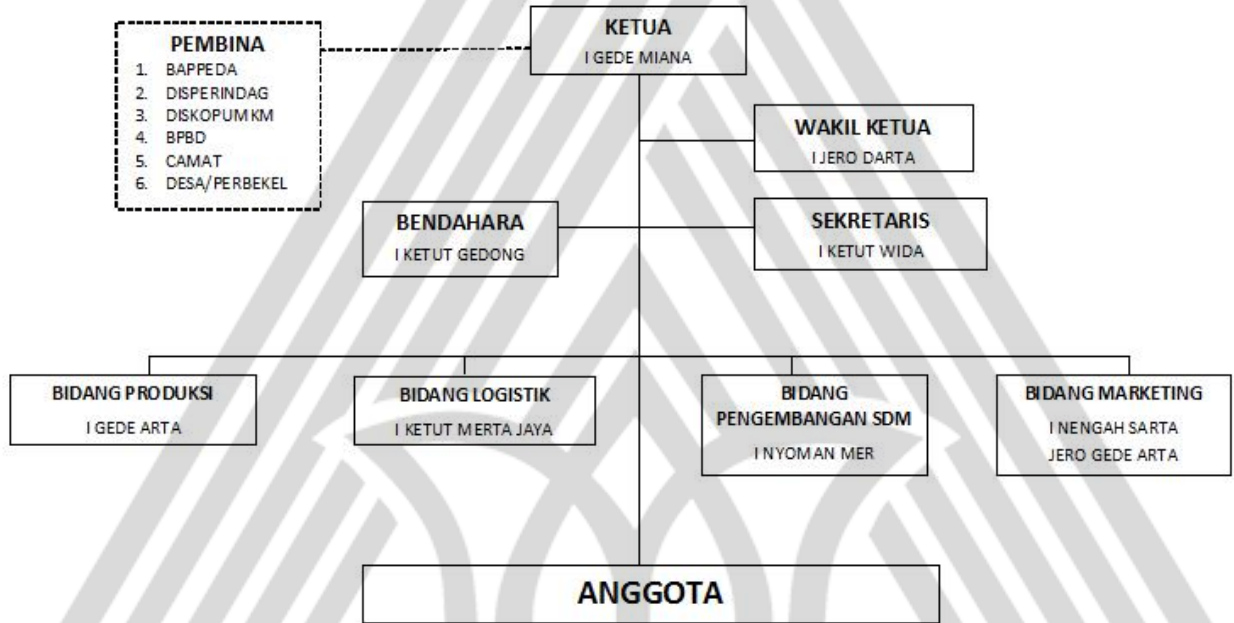 KETUA
I GEDE MIANA
PEMBINA
1. BAPPEDA
2. DISPERINDAG
3. DISKOPUMKM
4. BPBD
5. CAMAT
6. DESA/PERBEKEL
WAKIL KETUA
I JERO DARTA
BENDAHARA
I KETUT GEDONG
SEKRETARIS
I KETUT WIDA
BIDANG PRODUKSI
I GEDE ARTA
BIDANG LOGISTIK
I KETUT MERTA JAYA
BIDANG
PENGEMBANGAN SDM
I NYOMAN MER
BIDANG MARKETING
I NENGAH SARTA
JERO GEDE ARTA
ANGGOTA